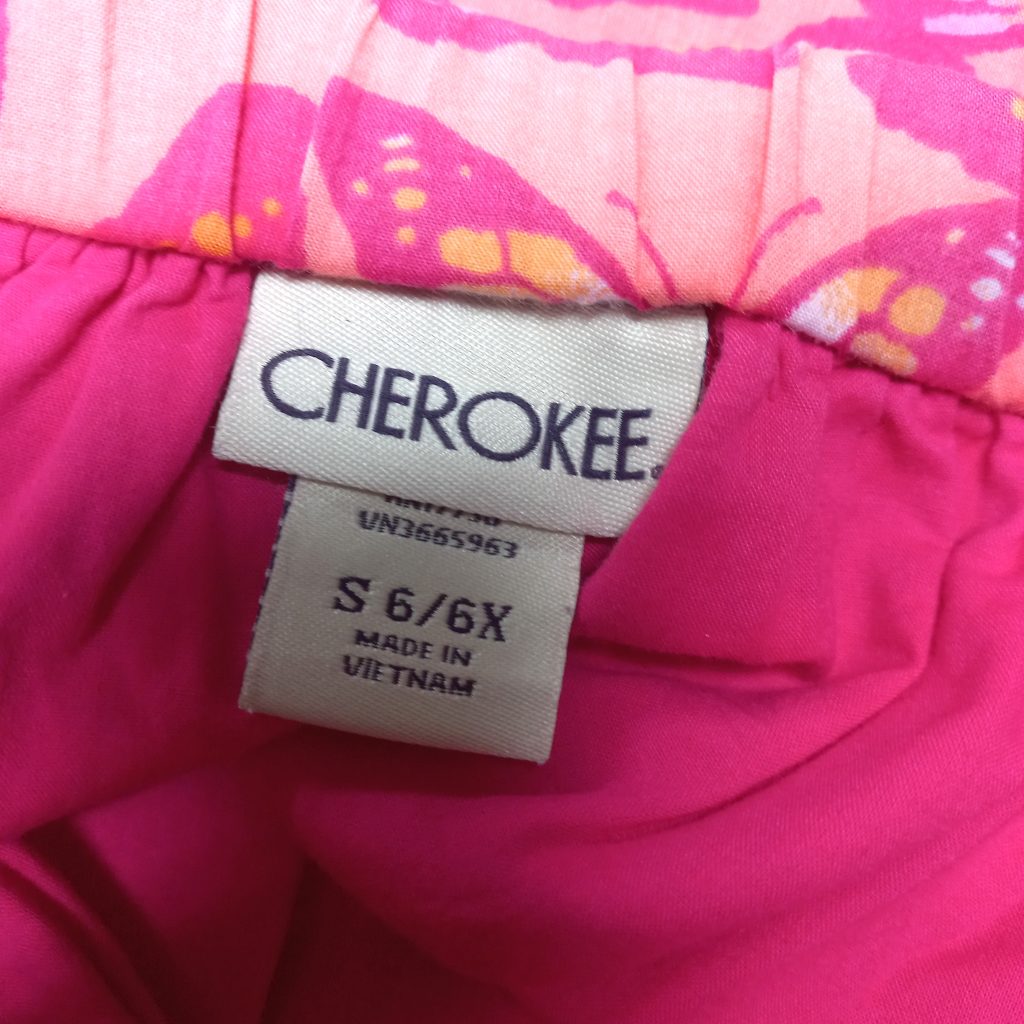 CHEROKEE
UN3665963
S 6/6X
MADE IN
VIETNAM